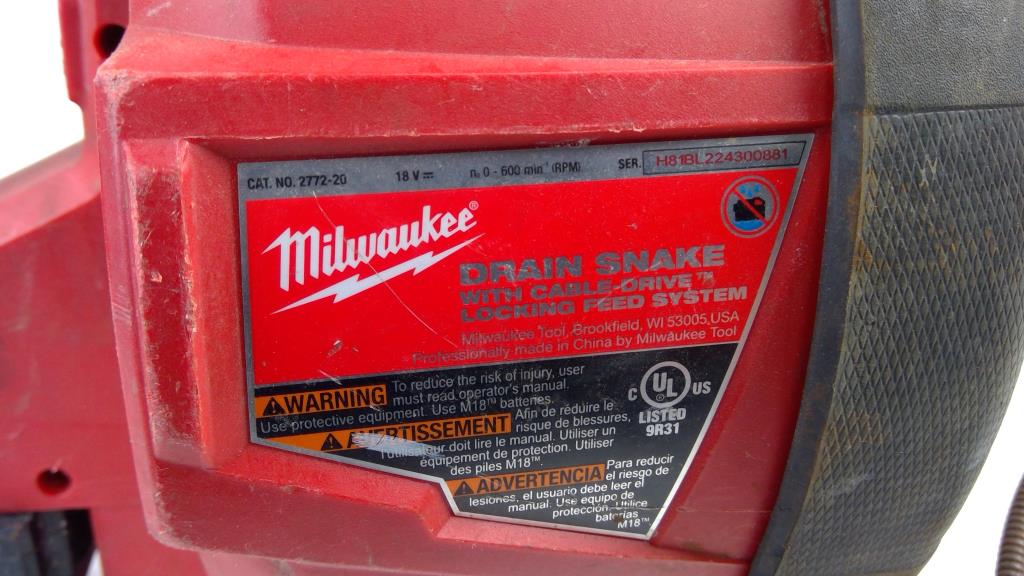 CAT. NO. 2772-20 18 V n₀ 0 - 600 min⁻¹ (RPM) SER. H81BL224300881
Milwaukee®
DRAIN SNAKE
WITH CABLE-DRIVE™
LOCKING FEED SYSTEM
Milwaukee Tool, Brookfield, WI 53005, USA
Professionally made in China by Milwaukee Tool
WARNING To reduce the risk of injury, user
must read operator's manual.
Use protective equipment. Use M18™ batteries.
AVERTISSEMENT Afin de réduire le
risque de blessures,
l'utilisateur doit lire le manual. Utiliser un
équipement de protection. Utiliser
des piles M18™.
ADVERTENCIA Para reducir
el riesgo de
lesiones, el usuario debe leer el
manual. Use equipo de
protección. Utilice
baterías
M18™
C UL® US
LISTED
9R31